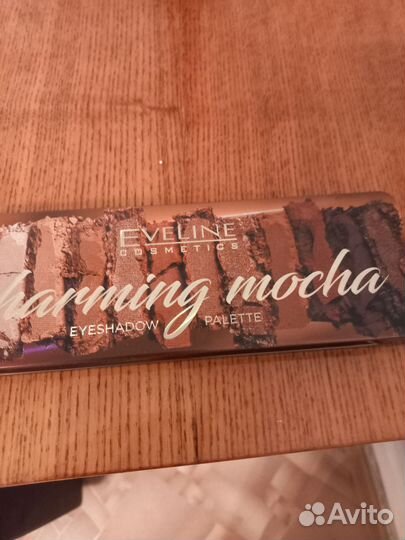 EVELINE
COSMETICS
harming mocha
EYESHADOW PALETTE
Avito